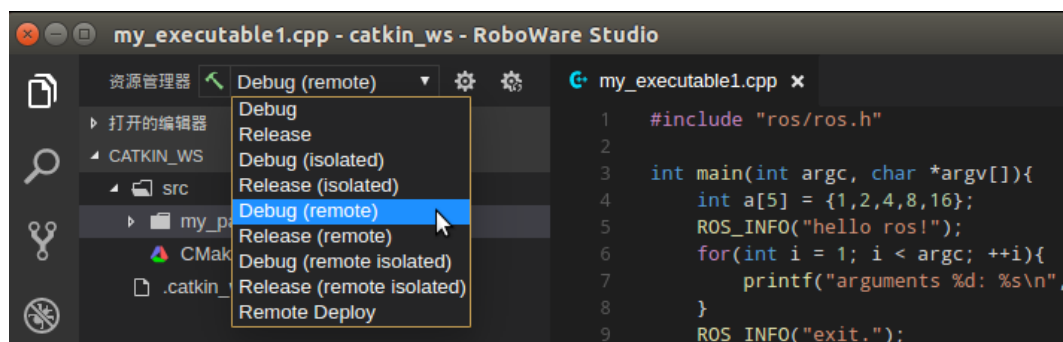 my_executable1.cpp - catkin_ws - RoboWare Studio
资源管理器 Debug (remote)
my_executable1.cpp
打开的编辑器
CATKIN_WS
src
my_pa
CMak
.catkin_
Debug
Release
Debug (isolated)
Release (isolated)
Debug (remote)
Release (remote)
Debug (remote isolated)
Release (remote isolated)
Remote Deploy
1 #include "ros/ros.h"
2
3 int main(int argc, char *argv[]){
4 int a[5] = {1,2,4,8,16};
5 ROS_INFO("hello ros!");
6 for(int i = 1; i < argc; ++i){
7 printf("arguments %d: %s\n",
8 }
9 ROS_INFO("exit.");